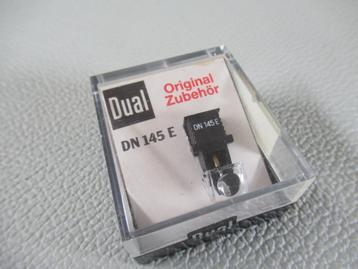 Dual
Original
Zubehör
DN 145 E
DN 145 E
Dual